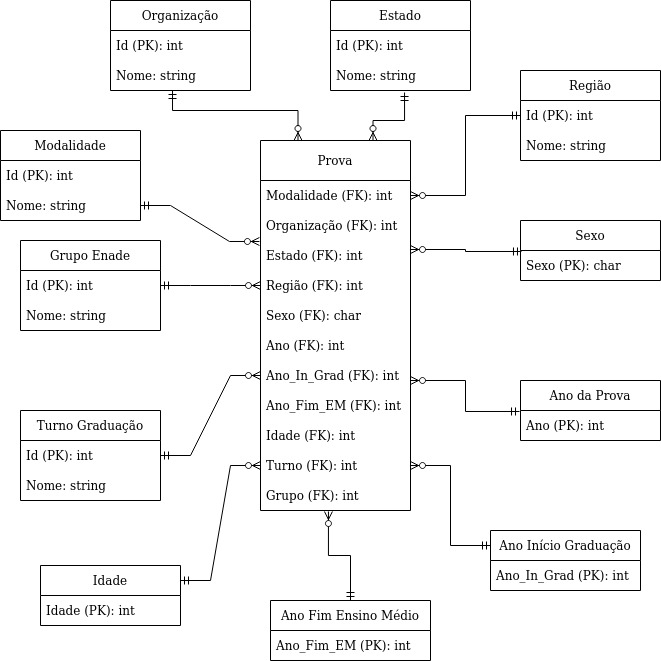 Organização
Id (PK): int
Nome: string
Estado
Id (PK): int
Nome: string
Região
Id (PK): int
Nome: string
Modalidade
Id (PK): int
Nome: string
Prova
Modalidade (FK): int
Organização (FK): int
Estado (FK): int
Região (FK): int
Sexo (FK): char
Ano (FK): int
Ano_In_Grad (FK): int
Ano_Fim_EM (FK): int
Idade (FK): int
Turno (FK): int
Grupo (FK): int
Sexo
Sexo (PK): char
Grupo Enade
Id (PK): int
Nome: string
Ano da Prova
Ano (PK): int
Turno Graduação
Id (PK): int
Nome: string
Ano Início Graduação
Ano_In_Grad (PK): int
Idade
Idade (PK): int
Ano Fim Ensino Médio
Ano_Fim_EM (PK): int